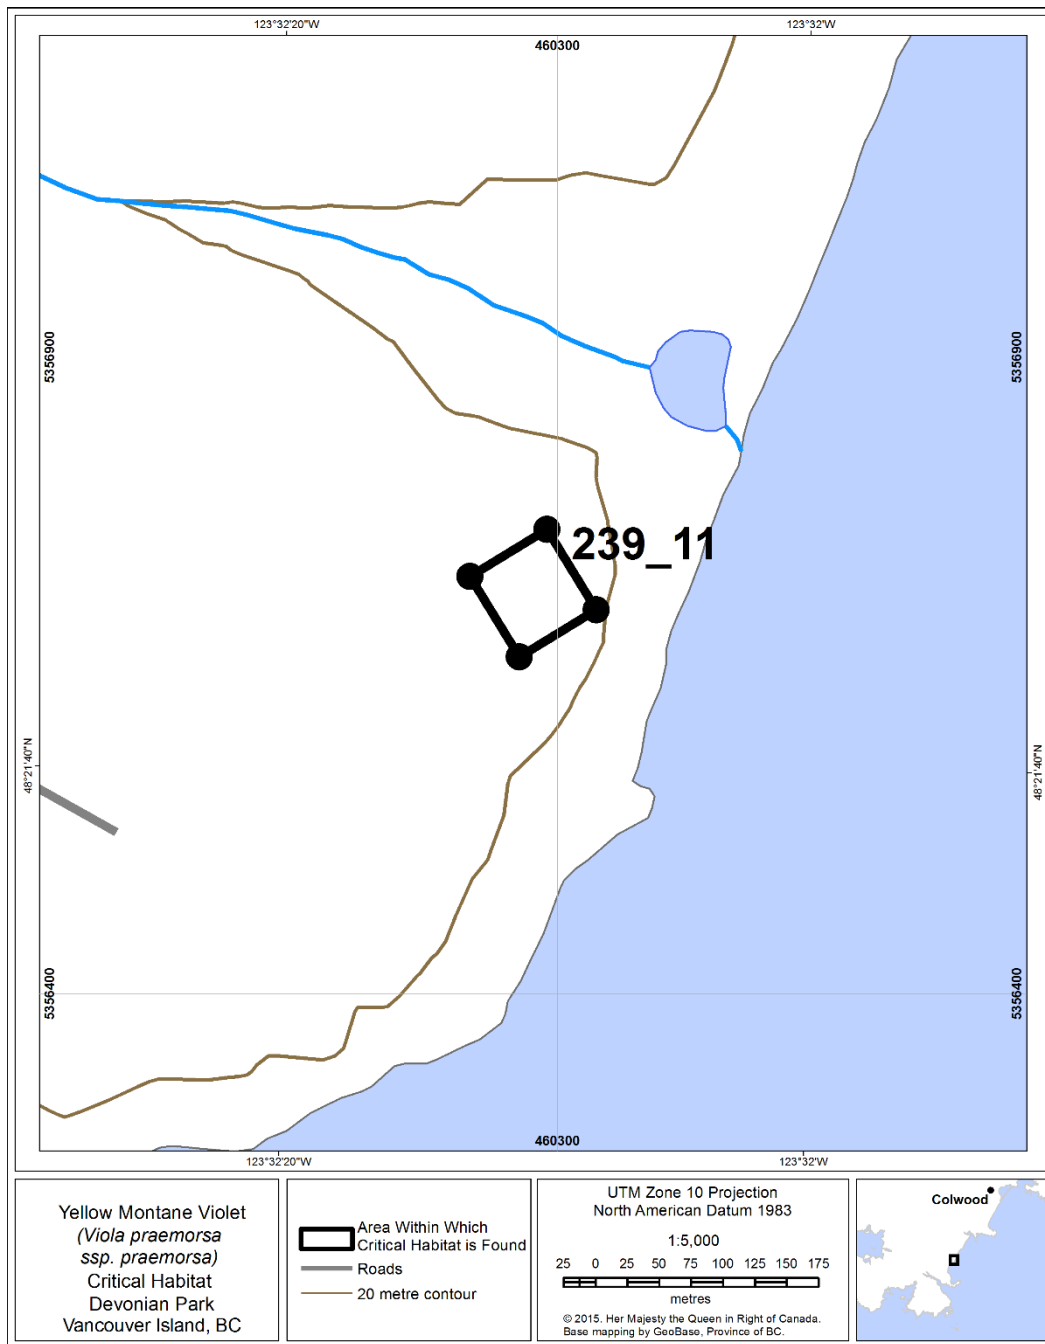 123°32'20"W
123°32'W
460300
5356900
5356900
239_11
48°21'40"N
48°21'40"N
5356400
5356400
460300
123°32'20"W
123°32'W
Yellow Montane Violet
(Viola praemorsa
ssp. praemorsa)
Critical Habitat
Devonian Park
Vancouver Island, BC
Area Within Which
Critical Habitat is Found
Roads
20 metre contour
UTM Zone 10 Projection
North American Datum 1983
1:5,000
25 0 25 50 75 100 125 150 175
metres
© 2015. Her Majesty the Queen in Right of Canada.
Base mapping by GeoBase, Province of BC.
Colwood